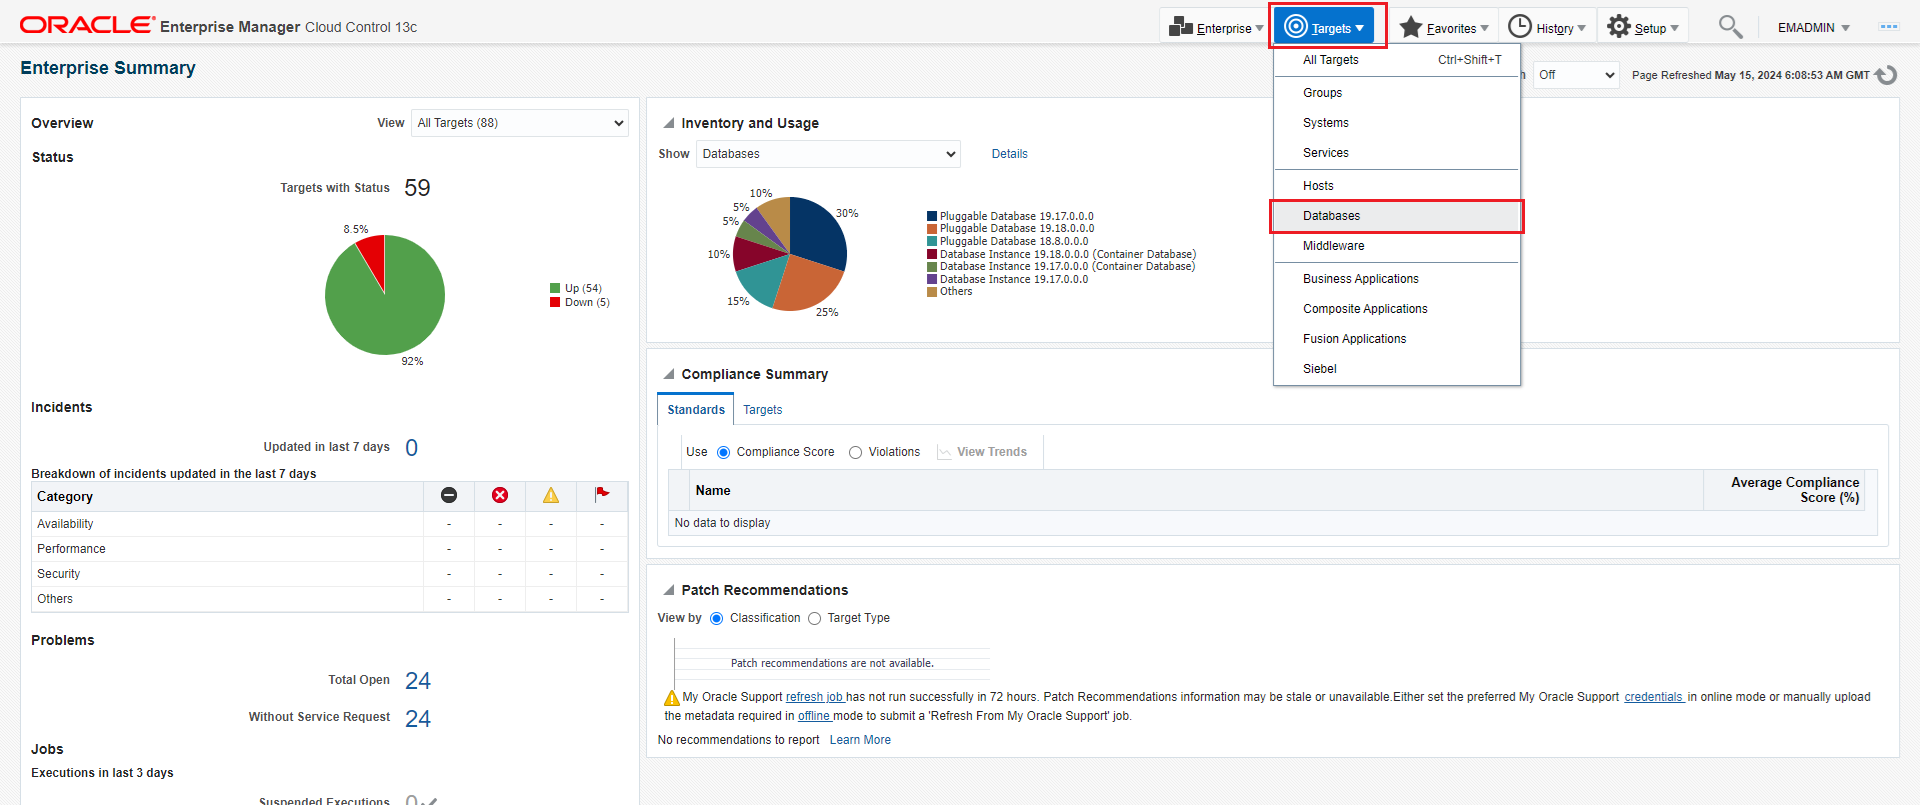 ORACLE Enterprise Manager Cloud Control 13c
Enterprise
Targets
Favorites
History
Setup
EMADMIN
Enterprise Summary
Off
Page Refreshed May 15, 2024 6:08:53 AM GMT
All Targets Ctrl+Shift+T
Groups
Systems
Services
Hosts
Databases
Middleware
Business Applications
Composite Applications
Fusion Applications
Siebel
Overview
View All Targets (88)
Status
Targets with Status 59
8.5%
92%
Up (54)
Down (5)
Incidents
Updated in last 7 days 0
Breakdown of incidents updated in the last 7 days
Category
Availability - - - -
Performance - - - -
Security - - - -
Others - - - -
Problems
Total Open 24
Without Service Request 24
Jobs
Executions in last 3 days
Suspended Executions 0
Inventory and Usage
Show Databases Details
10%
5%
5%
10%
15%
25%
30%
Pluggable Database 19.17.0.0.0
Pluggable Database 19.18.0.0.0
Pluggable Database 18.8.0.0.0
Database Instance 19.18.0.0.0 (Container Database)
Database Instance 19.17.0.0.0 (Container Database)
Database Instance 19.17.0.0.0
Others
Compliance Summary
Standards Targets
Use Compliance Score Violations View Trends
Name
Average Compliance
Score (%)
No data to display
Patch Recommendations
View by Classification Target Type
Patch recommendations are not available.
My Oracle Support refresh job has not run successfully in 72 hours. Patch Recommendations information may be stale or unavailable.Either set the preferred My Oracle Support credentials in online mode or manually upload
the metadata required in offline mode to submit a 'Refresh From My Oracle Support' job.
No recommendations to report Learn More